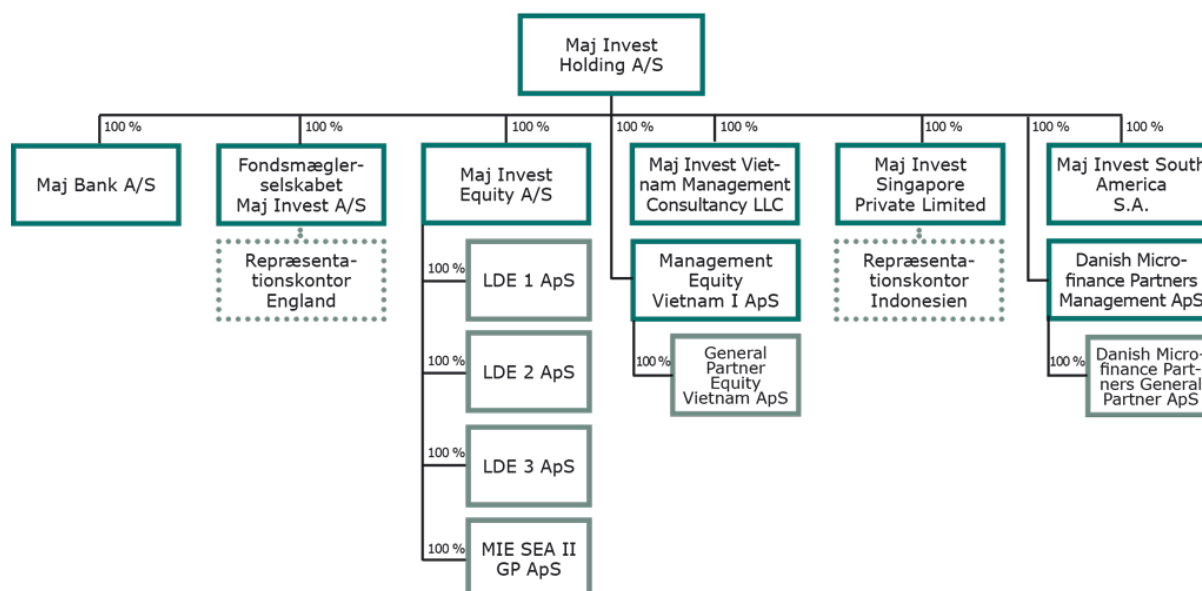 Maj Invest
Holding A/S
100 %
100 %
100 %
100 %
100 %
100 %
100 %
100 %
Maj Bank A/S
Fondsmægler-
selskabet
Maj Invest A/S
Maj Invest
Equity A/S
Maj Invest Viet-
nam Management
Consultancy LLC
Maj Invest
Singapore
Private Limited
Maj Invest South
America
S.A.
Repræsenta-
tionskontor
England
100 %
LDE 1 ApS
Management
Equity
Vietnam I ApS
Repræsenta-
tionskontor
Indonesien
Danish Micro-
finance Partners
Management ApS
100 %
LDE 2 ApS
100 %
General
Partner
Equity
Vietnam ApS
100 %
Danish Micro-
finance Part-
ners General
Partner ApS
100 %
LDE 3 ApS
100 %
MIE SEA II
GP ApS